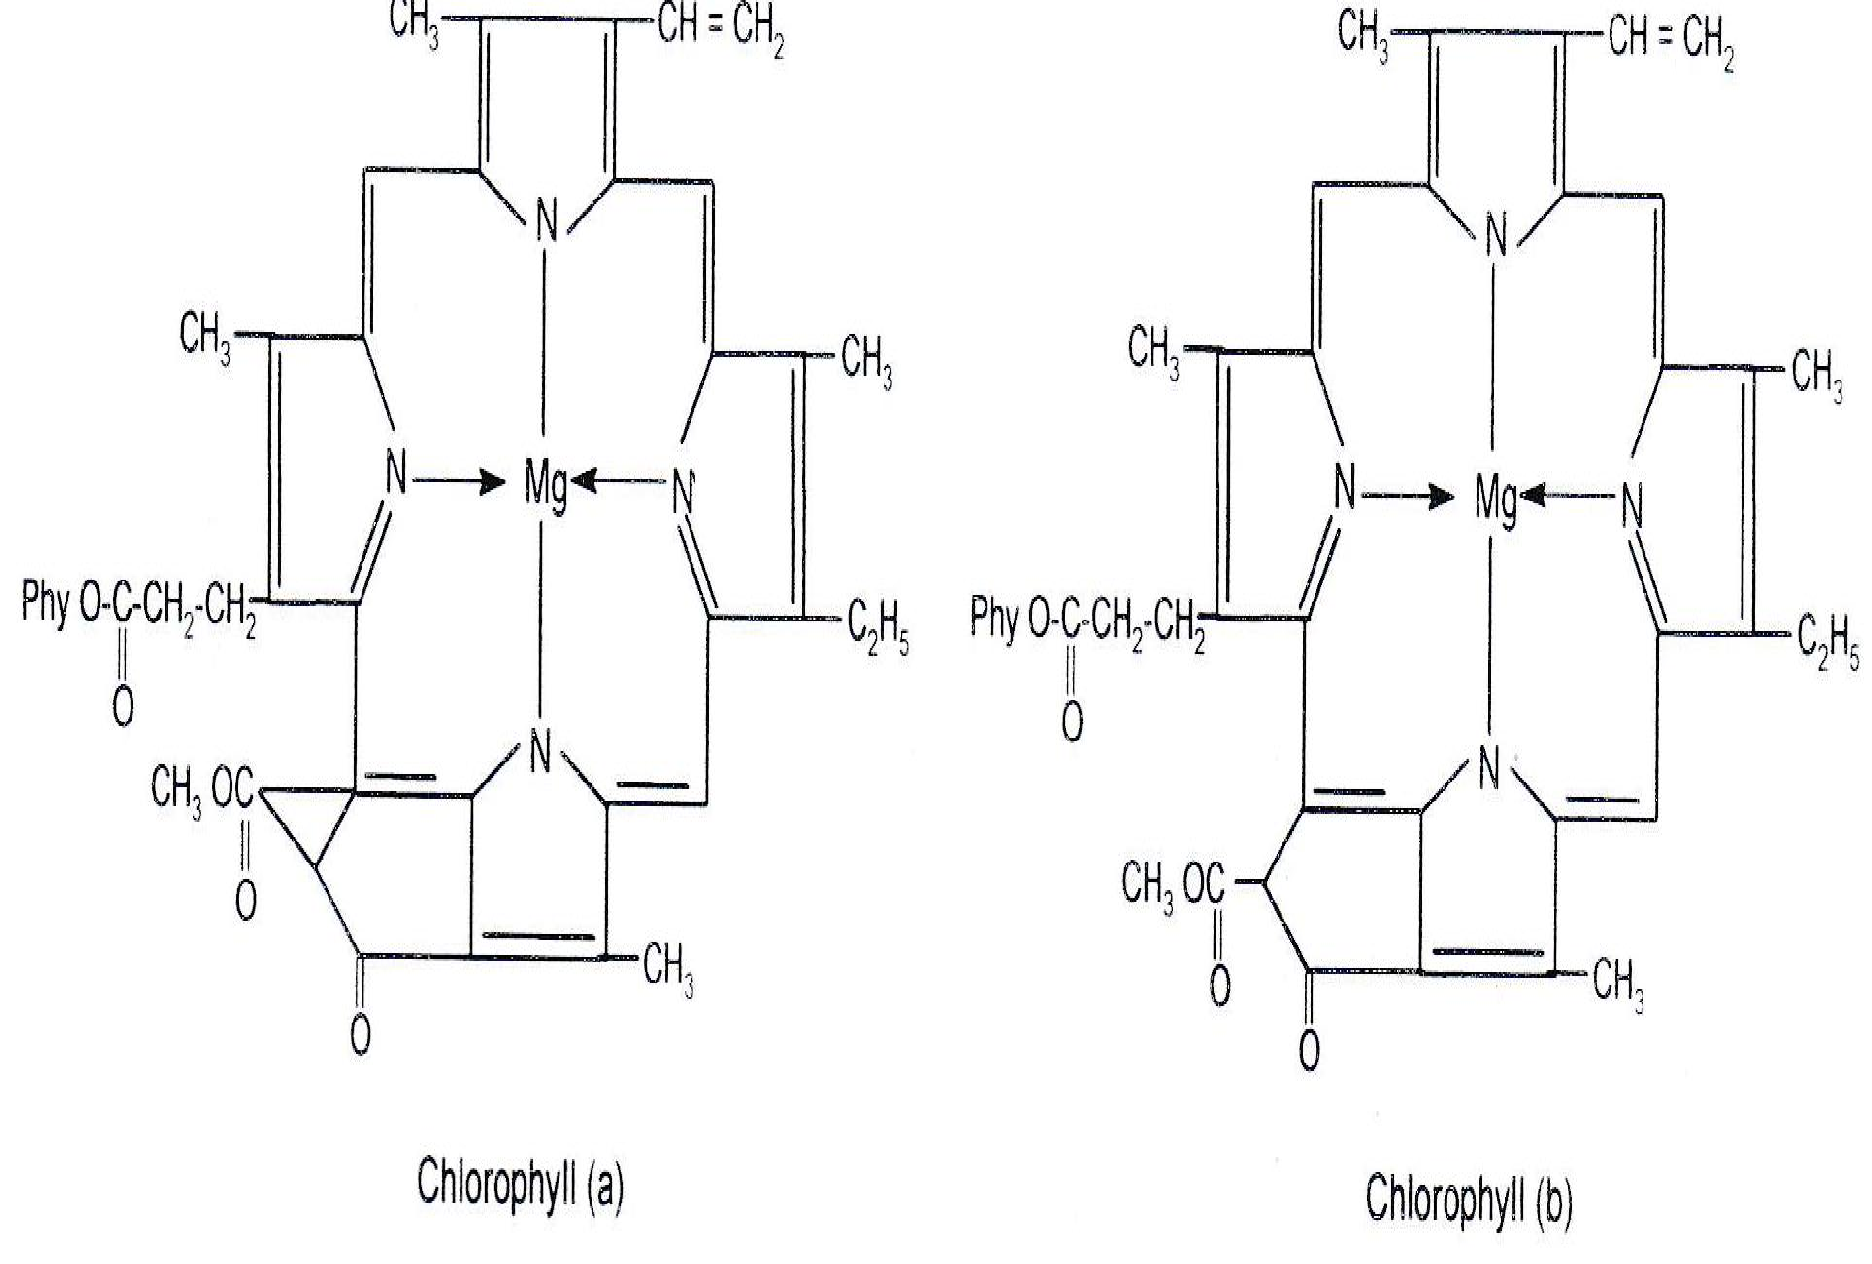 CH₃ CH = CH₂
N
CH₃ CH₃
N Mg N
Phy O-C-CH₂-CH₂ C₂H₅
O
N
CH₃ OC
O
CH₃
O
Chlorophyll (a)
CH₃ CH = CH₂
N
CH₃ CH₃
N Mg N
Phy O-C-CH₂-CH₂ C₂H₅
O
N
CH₃ OC
O
CH₃
O
Chlorophyll (b)